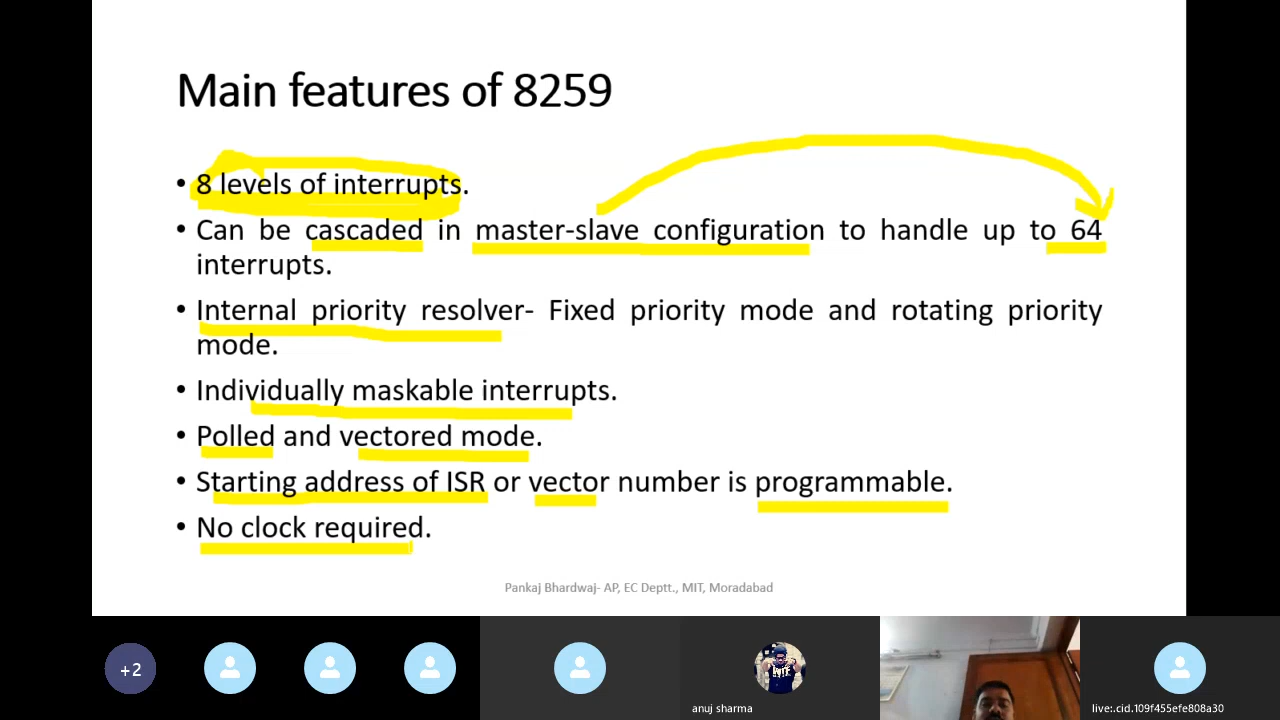 Main features of 8259
• 8 levels of interrupts.
• Can be cascaded in master-slave configuration to handle up to 64
interrupts.
• Internal priority resolver- Fixed priority mode and rotating priority
mode.
• Individually maskable interrupts.
• Polled and vectored mode.
• Starting address of ISR or vector number is programmable.
• No clock required.
Pankaj Bhardwaj- AP, EC Deptt., MIT, Moradabad
+2
anuj sharma
live:.cid.109f455efe808a30